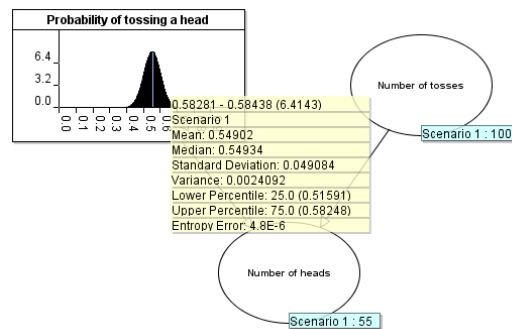 Probability of tossing a head
6.4
3.2
0.0
0.0
0.1
0.2
0.3
0.4
0.5
0.6
0.58281 - 0.58438 (6.4143)
Scenario 1
Mean: 0.54902
Median: 0.54934
Standard Deviation: 0.049084
Variance: 0.0024092
Lower Percentile: 25.0 (0.51591)
Upper Percentile: 75.0 (0.58248)
Entropy Error: 4.8E-6
Number of tosses
Scenario 1 : 100
Number of heads
Scenario 1 : 55